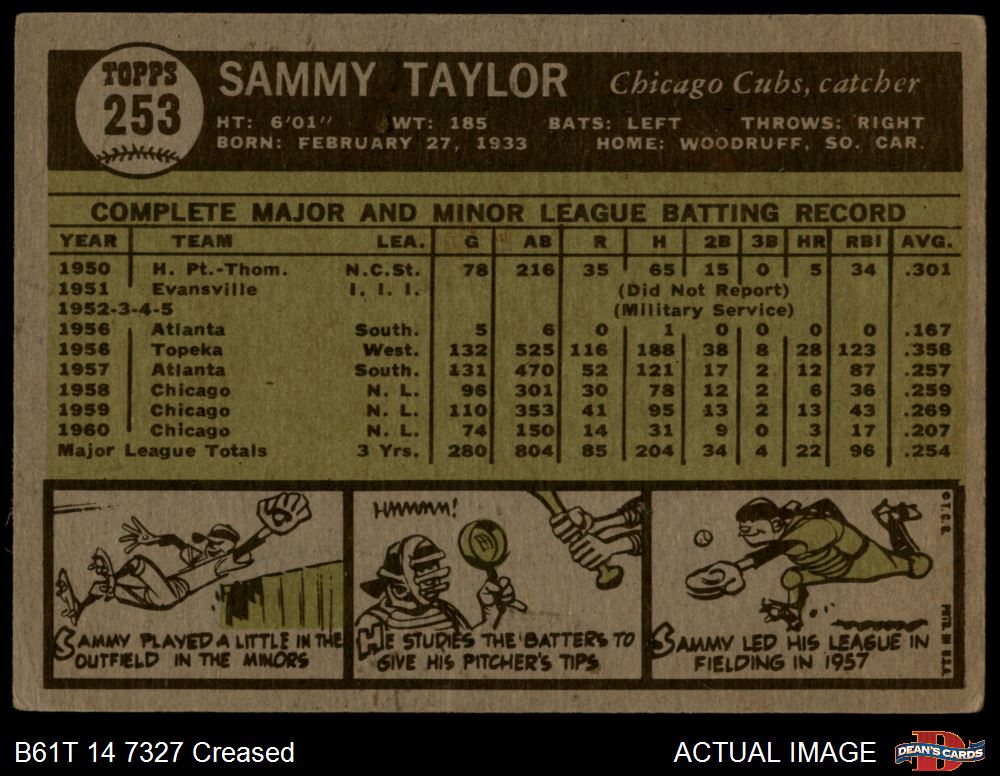 TOPPS
253
SAMMY TAYLOR Chicago Cubs, catcher
HT: 6'01" WT: 185 BATS: LEFT THROWS: RIGHT
BORN: FEBRUARY 27, 1933 HOME: WOODRUFF, SO. CAR.
COMPLETE MAJOR AND MINOR LEAGUE BATTING RECORD
YEAR TEAM LEA. G AB R H 2B 3B HR RBI AVG.
1950 H. Pt.-Thom. N.C.St. 78 216 35 65 15 0 5 34 .301
1951 Evansville I. I. I. (Did Not Report)
1952-3-4-5 (Military Service)
1956 Atlanta South. 5 6 0 1 0 0 0 0 .167
1956 Topeka West. 132 525 116 188 38 8 28 123 .358
1957 Atlanta South. 131 470 52 121 17 2 12 87 .257
1958 Chicago N. L. 96 301 30 78 12 2 6 36 .259
1959 Chicago N. L. 110 353 41 95 13 2 13 43 .269
1960 Chicago N. L. 74 150 14 31 9 0 3 17 .207
Major League Totals 3 Yrs. 280 804 85 204 34 4 22 96 .254
SAMMY PLAYED A LITTLE IN THE
OUTFIELD IN THE MINORS
HMMMM!
HE STUDIES THE BATTERS TO
GIVE HIS PITCHER'S TIPS
SAMMY LED HIS LEAGUE IN
FIELDING IN 1957
© T.C.G.
PRTD. IN U.S.A.
B61T 14 7327 Creased ACTUAL IMAGE DEAN'S CARDS